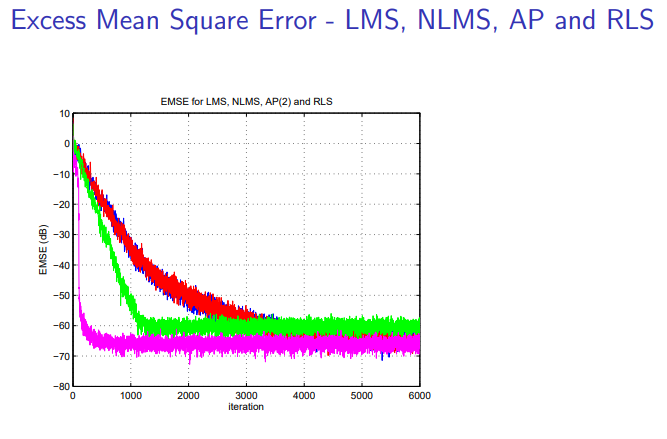 Excess Mean Square Error - LMS, NLMS, AP and RLS
EMSE for LMS, NLMS, AP(2) and RLS
10
0
−10
−20
−30
−40
−50
−60
−70
−80
EMSE (dB)
0 1000 2000 3000 4000 5000 6000
iteration